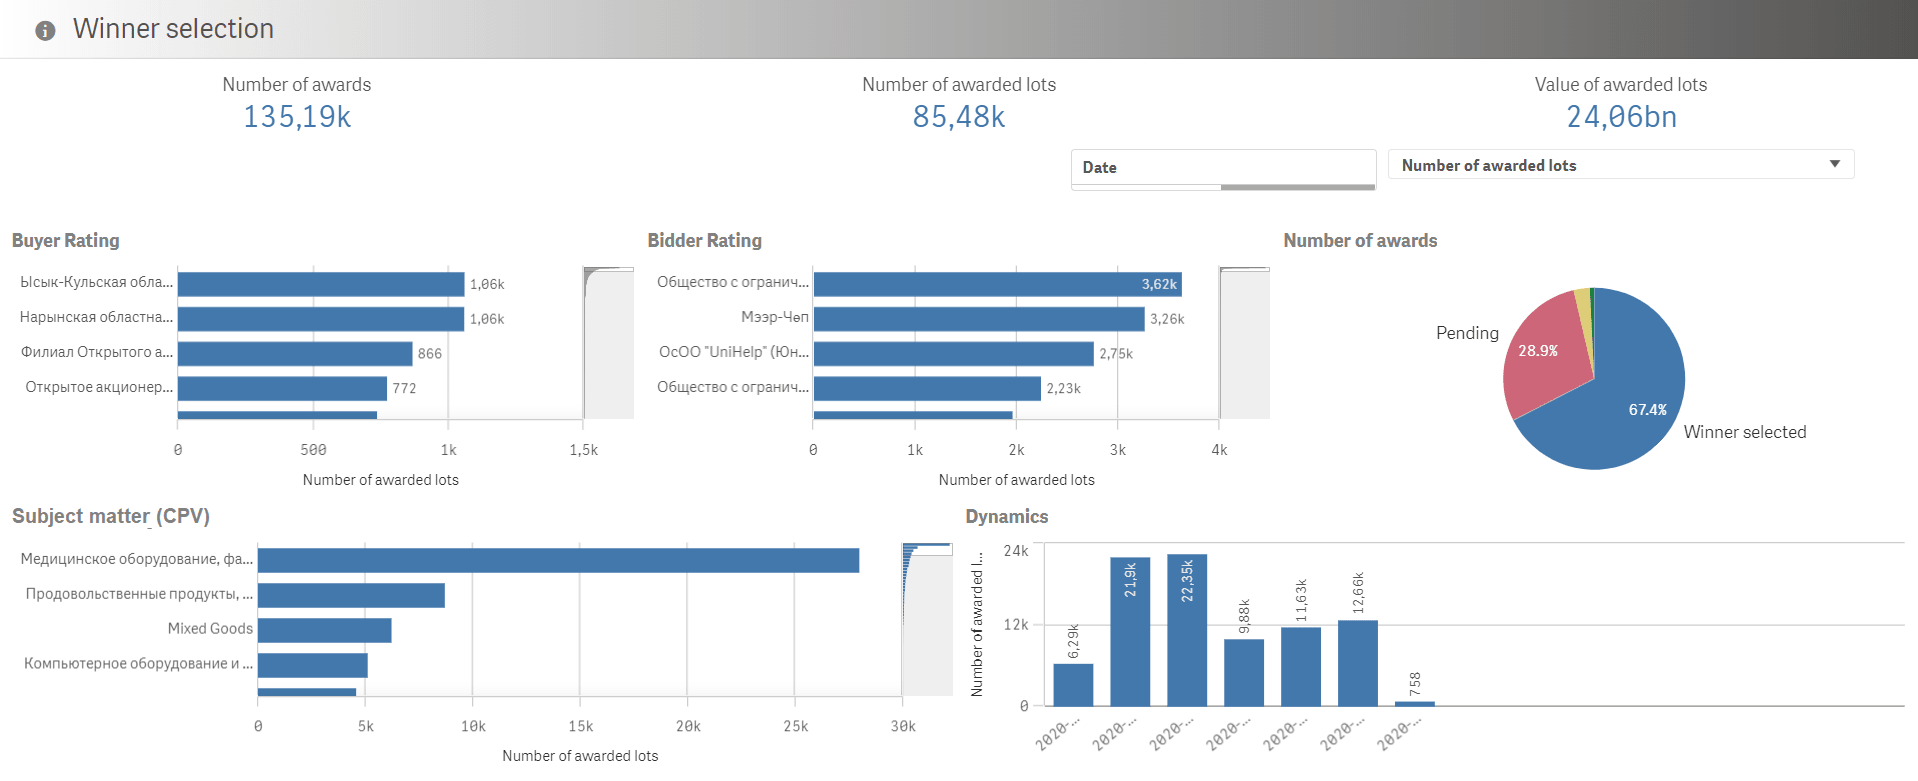 Winner selection
Number of awards
135,19k
Number of awarded lots
85,48k
Value of awarded lots
24,06bn
Date
Number of awarded lots
Buyer Rating
Ысык-Кульская обла...
1,06k
Нарынская областна...
1,06k
Филиал Открытого а...
866
Открытое акционер...
772
0
500
1k
1,5k
Number of awarded lots
Bidder Rating
Общество с огранич...
3,62k
Мээр-Чөп
3,26k
ОсОО "UniHelp" (Юн...
2,75k
Общество с огранич...
2,23k
0
1k
2k
3k
4k
Number of awarded lots
Number of awards
Pending
28.9%
67.4%
Winner selected
Subject matter (CPV)
Медицинское оборудование, фа...
Продовольственные продукты, ...
Mixed Goods
Компьютерное оборудование и ...
0
5k
10k
15k
20k
25k
30k
Number of awarded lots
Dynamics
Number of awarded l...
24k
12k
0
6,29k
21,9k
22,35k
9,88k
11,63k
12,66k
758
2020-...
2020-...
2020-...
2020-...
2020-...
2020-...
2020-...